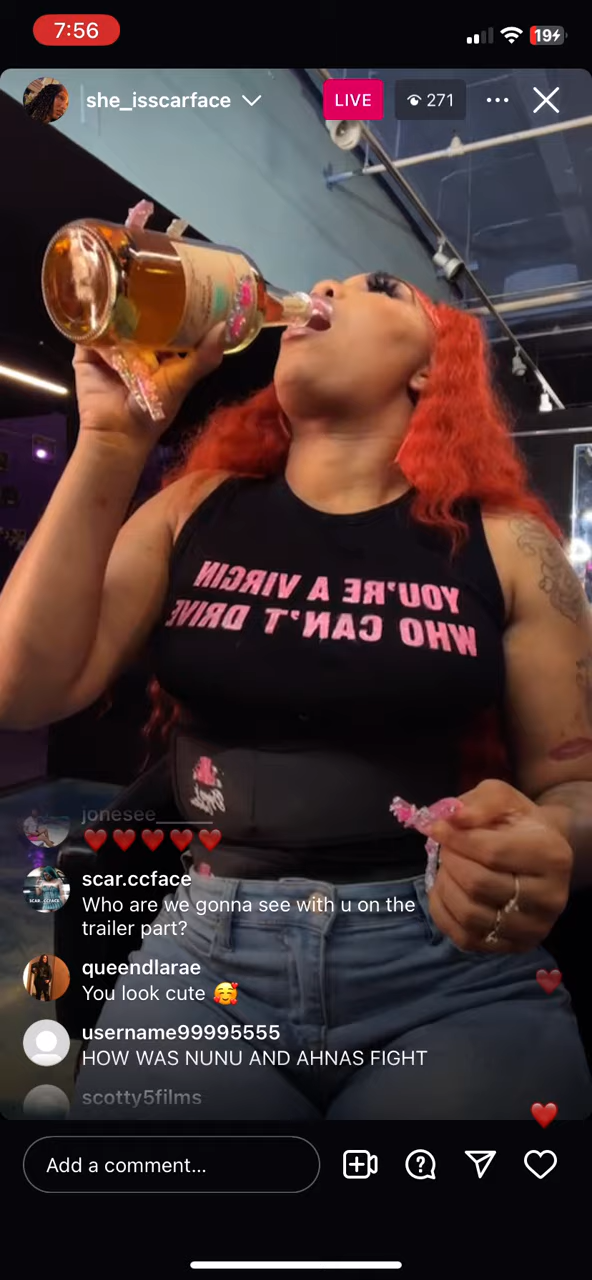 7:56
19
she_isscarface
LIVE
271
YOU'RE A VIRGIN
WHO CAN'T DRIVE
jonesee_____
❤️❤️❤️❤️❤️
scar.ccface
Who are we gonna see with u on the
trailer part?
queendlarae
You look cute 🥰
username99995555
HOW WAS NUNU AND AHNAS FIGHT
scotty5films
Add a comment...